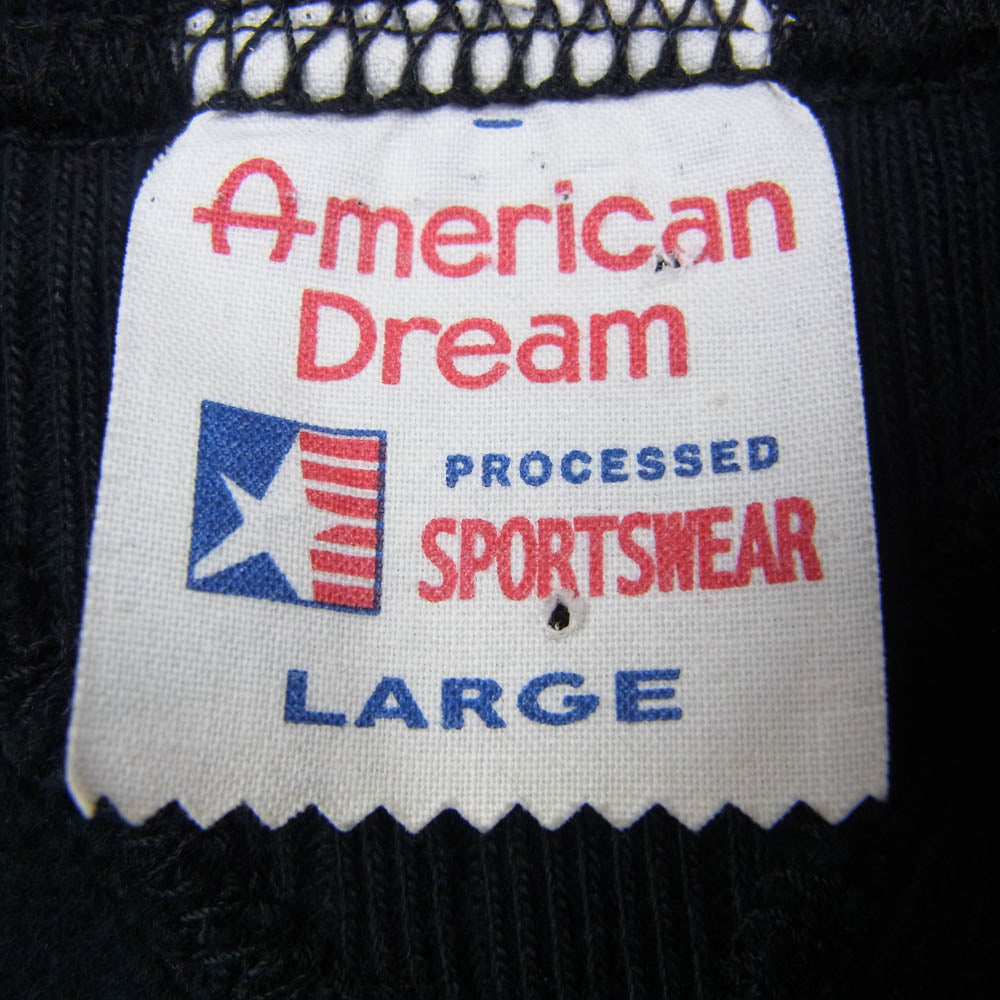 American
Dream
PROCESSED
SPORTSWEAR
LARGE